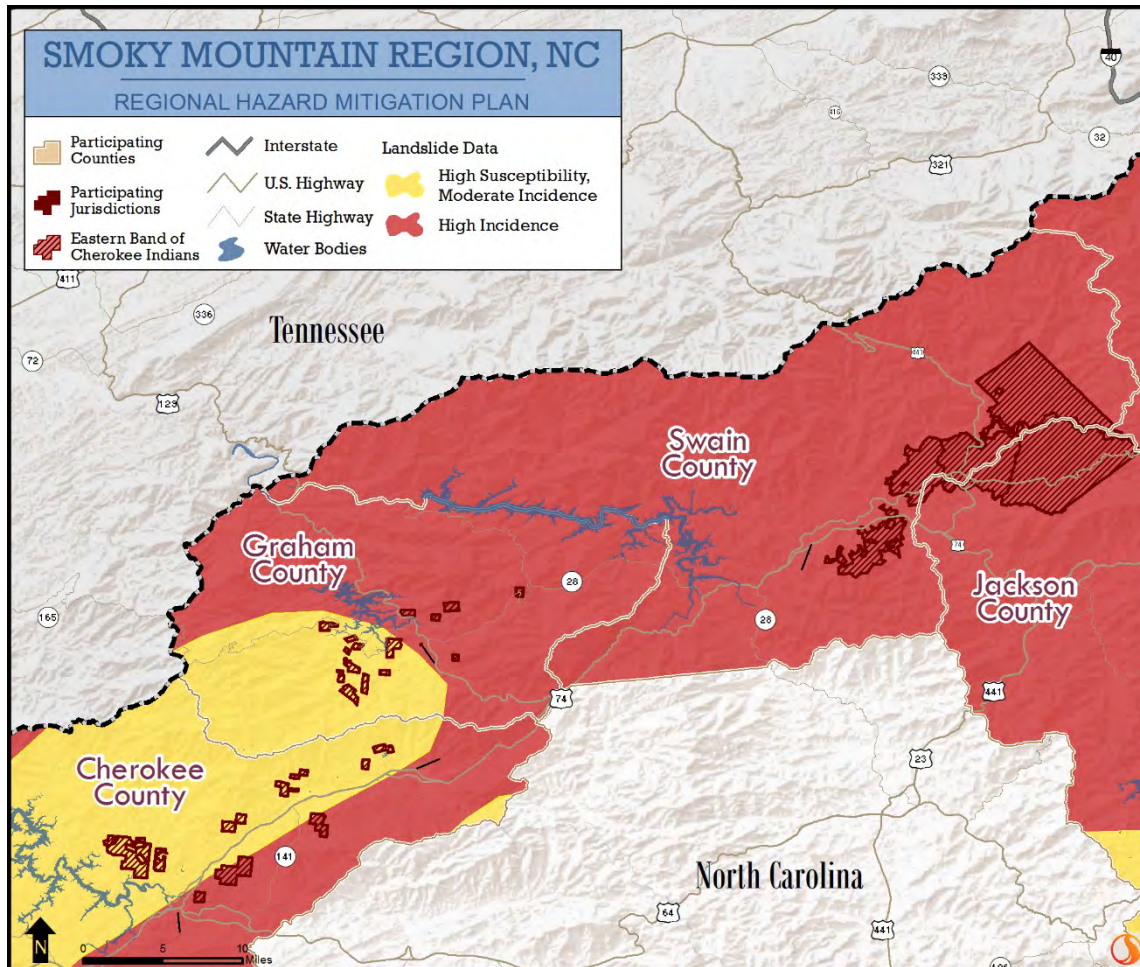 SMOKY MOUNTAIN REGION, NC
REGIONAL HAZARD MITIGATION PLAN
Participating
Counties
Participating
Jurisdictions
Eastern Band of
Cherokee Indians
Interstate
U.S. Highway
State Highway
Water Bodies
Landslide Data
High Susceptibility,
Moderate Incidence
High Incidence
40
339
416
32
321
411
336
Tennessee
72
129
441
Swain
County
Graham
County
28
74
Jackson
County
165
28
74
441
Cherokee
County
23
141
North Carolina
64
441
N
0 5 10
Miles